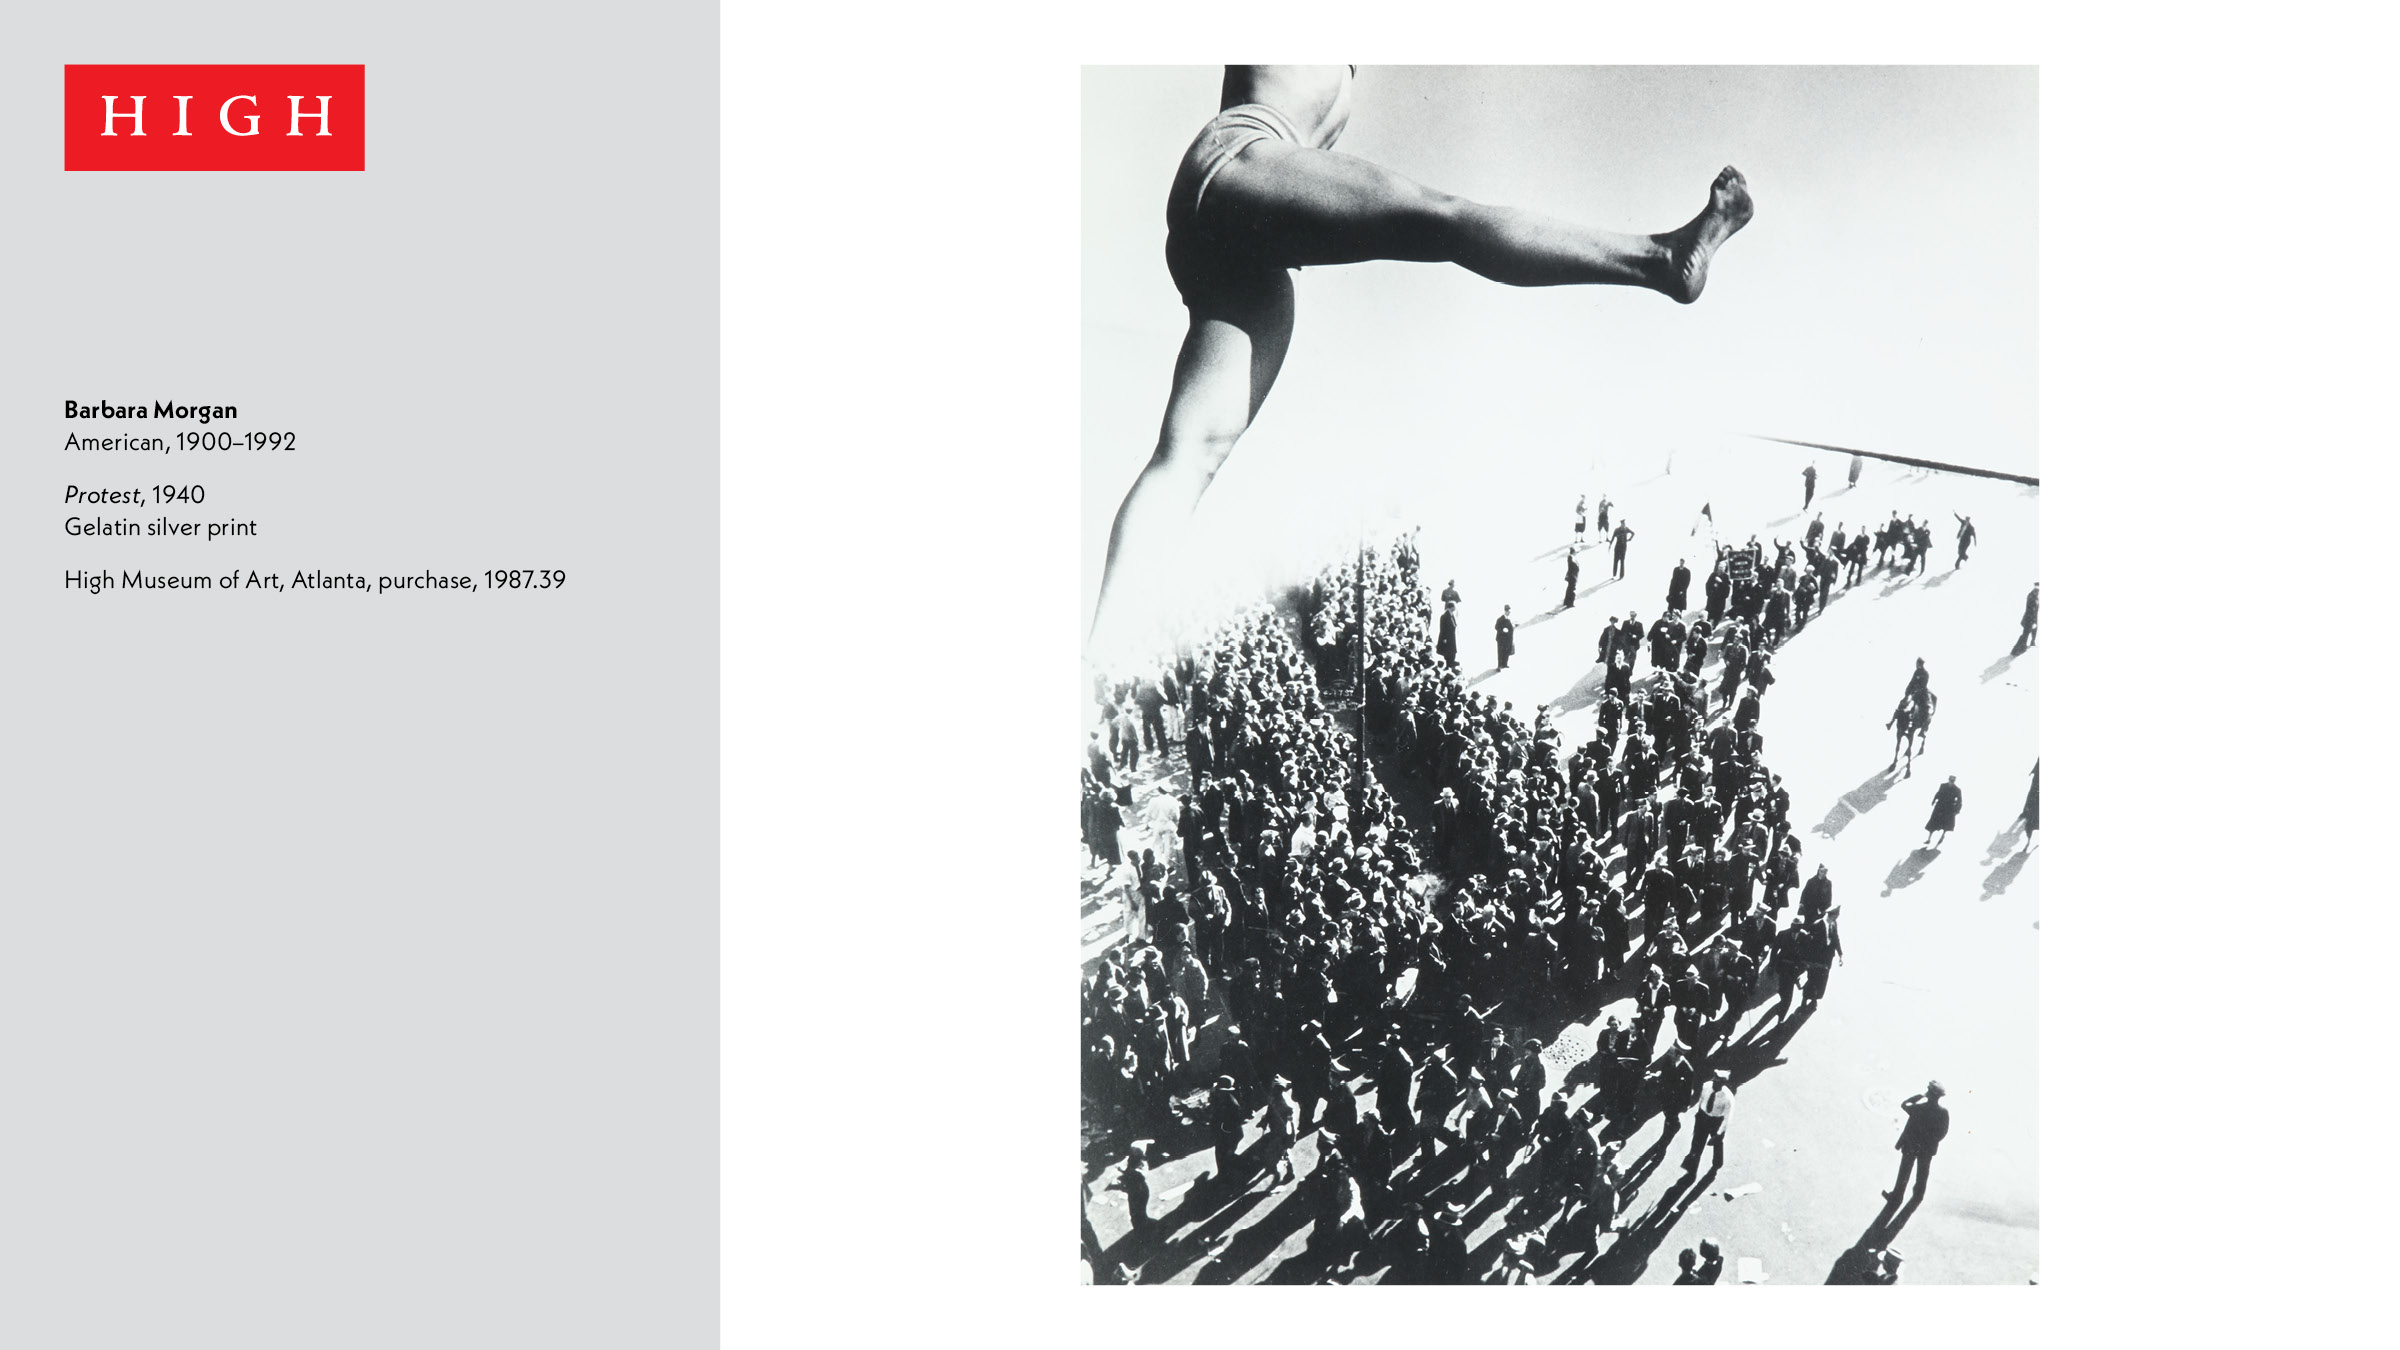 HIGH
Barbara Morgan
American, 1900–1992
Protest, 1940
Gelatin silver print
High Museum of Art, Atlanta, purchase, 1987.39